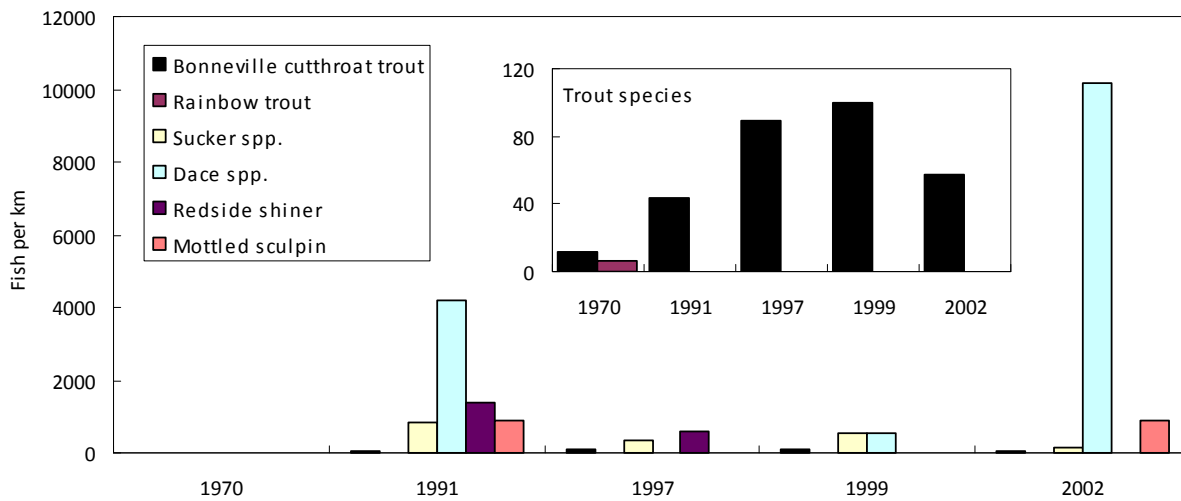 12000
10000
8000
6000
4000
2000
0
Fish per km
Bonneville cutthroat trout
Rainbow trout
Sucker spp.
Dace spp.
Redside shiner
Mottled sculpin
120
80
40
0
Trout species
1970 1991 1997 1999 2002
1970 1991 1997 1999 2002